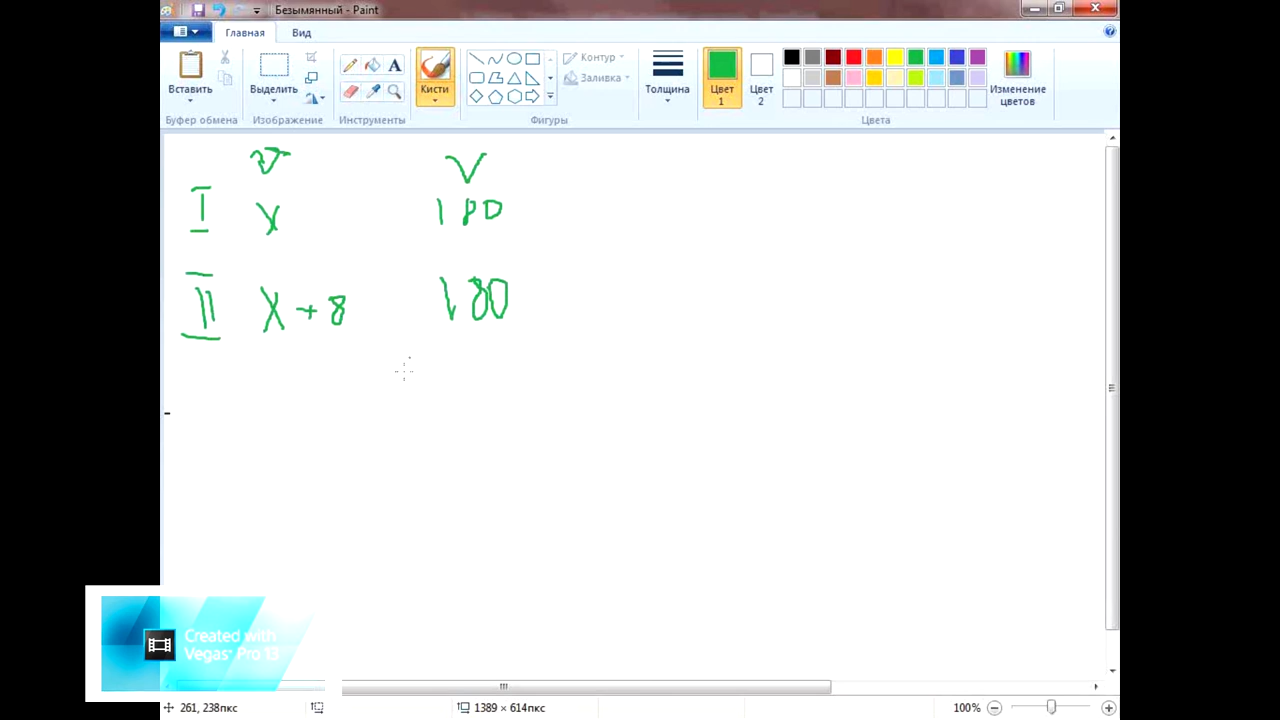 Безымянный - Paint
Главная Вид
Вставить Выделить Кисти Контур Заливка Толщина Цвет 1 Цвет 2 Изменение цветов
Буфер обмена Изображение Инструменты Фигуры Цвета
v V
I x 180
II x + 8 180
Created with
Vegas® Pro 13
261, 238пкс 1389 × 614пкс 100%